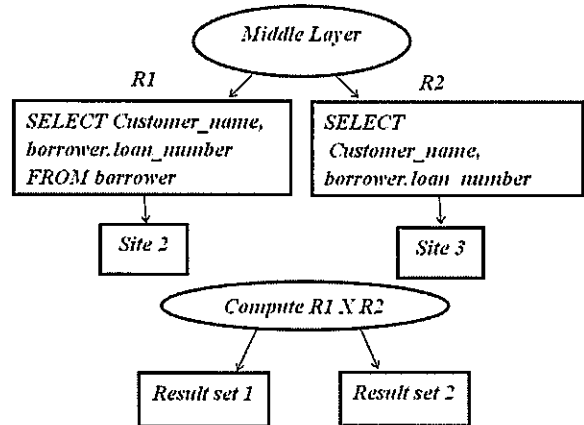 Middle Layer
R1
R2
SELECT Customer_name,
borrower.loan_number
FROM borrower
SELECT
Customer_name,
borrower.loan_number
Site 2
Site 3
Compute R1 X R2
Result set 1
Result set 2